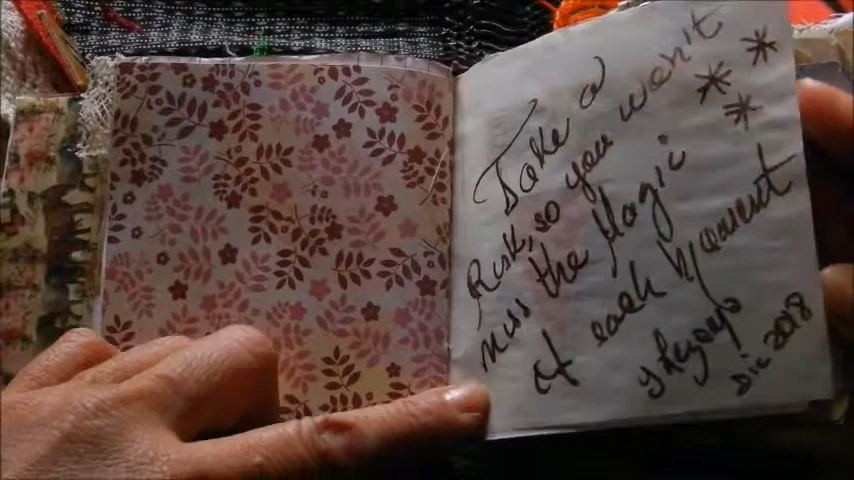 Take a
Risk, so you won't
miss the Magic
of each Moment
Dic 2018